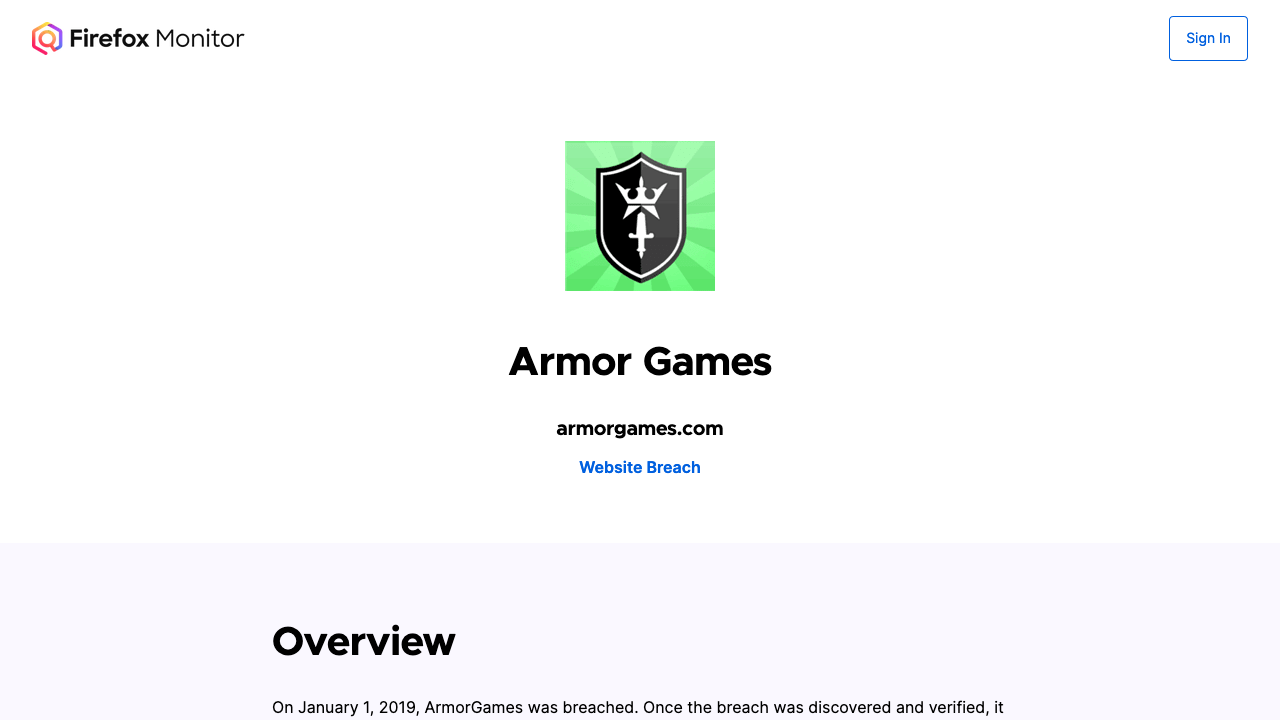 Firefox Monitor
Sign In
Armor Games
armorgames.com
Website Breach
Overview
On January 1, 2019, ArmorGames was breached. Once the breach was discovered and verified, it